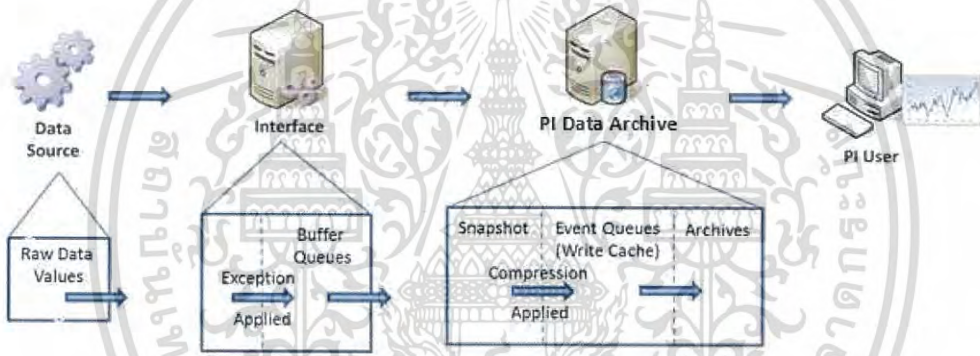 Data
Source
Interface
PI Data Archive
PI User
Raw Data
Values
Exception
Applied
Buffer
Queues
Snapshot
Event Queues
(Write Cache)
Archives
Compression
Applied